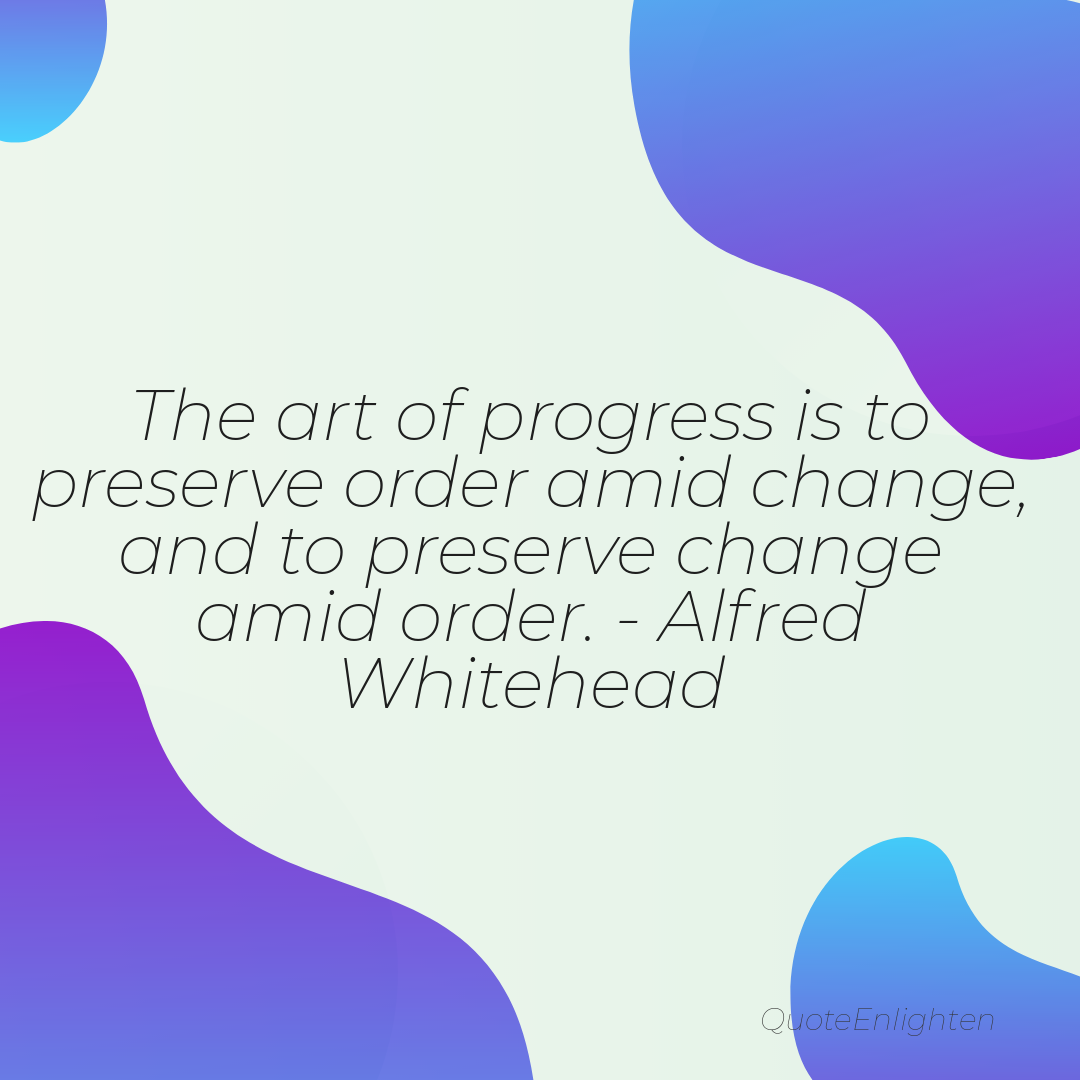 The art of progress is to
preserve order amid change,
and to preserve change
amid order. - Alfred
Whitehead
QuoteEnlighten